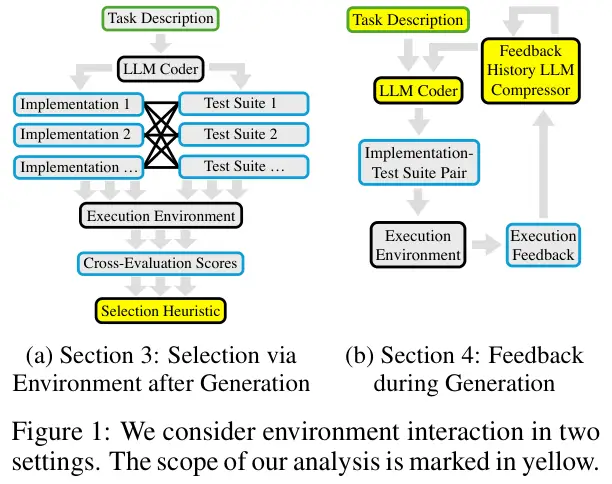 Task Description
LLM Coder
Implementation 1
Test Suite 1
Implementation 2
Test Suite 2
Implementation …
Test Suite …
Execution Environment
Cross-Evaluation Scores
Selection Heuristic
(a) Section 3: Selection via
Environment after Generation
Task Description
Feedback
History LLM
Compressor
LLM Coder
Implementation-
Test Suite Pair
Execution
Environment
Execution
Feedback
(b) Section 4: Feedback
during Generation
Figure 1: We consider environment interaction in two
settings. The scope of our analysis is marked in yellow.